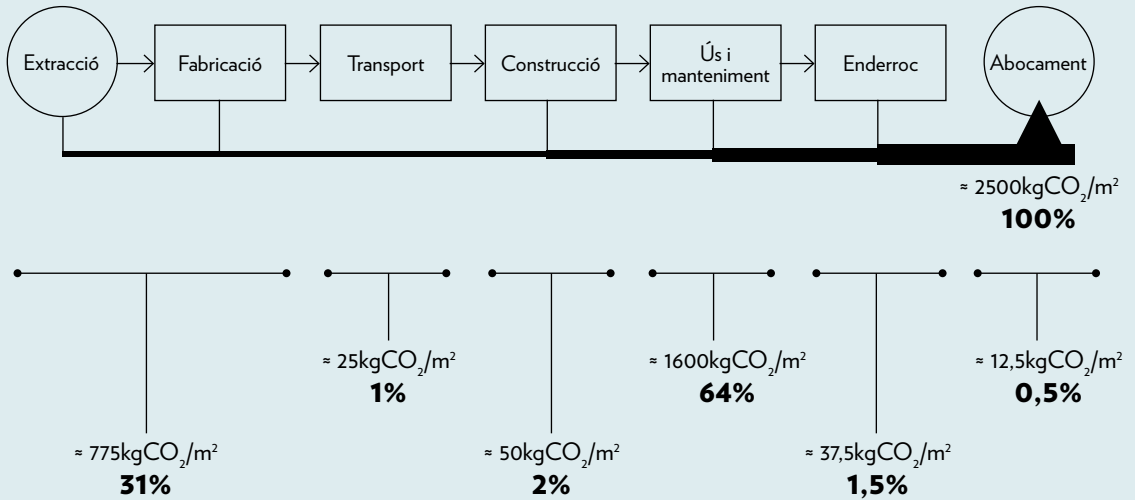 Extracció
Fabricació
Transport
Construcció
Ús i
manteniment
Enderroc
Abocament
≈ 2500kgCO₂/m²
100%
≈ 25kgCO₂/m²
1%
≈ 1600kgCO₂/m²
64%
≈ 12,5kgCO₂/m²
0,5%
≈ 775kgCO₂/m²
31%
≈ 50kgCO₂/m²
2%
≈ 37,5kgCO₂/m²
1,5%